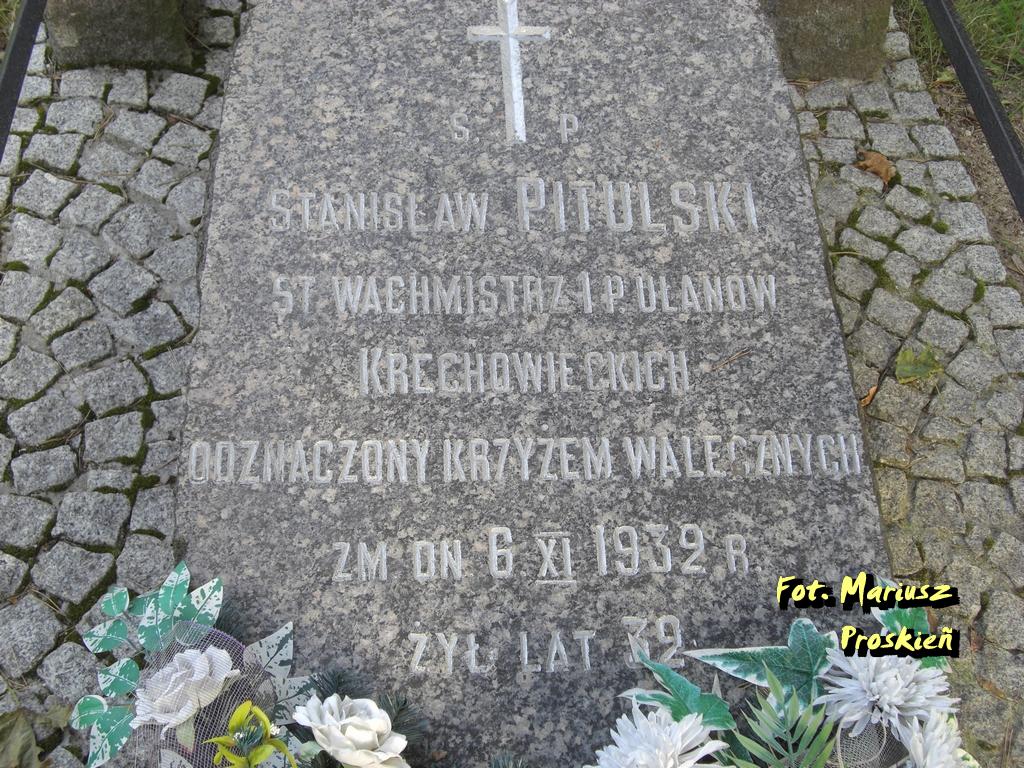 Ś P
STANISŁAW PITULSKI
ST. WACHMISTRZ 1 P. UŁANÓW
KRECHOWIECKICH
ODZNACZONY KRZYŻEM WALECZNYCH
ZM DN 6 XI 1932 R.
ŻYŁ LAT 32
Fot. Mariusz
Proskień